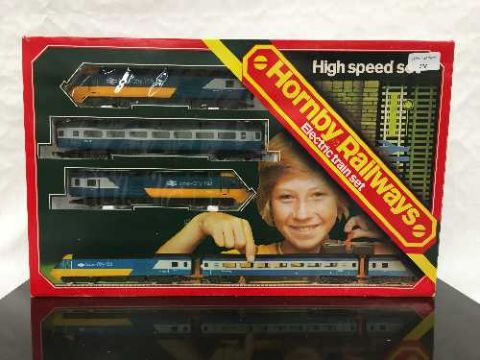 High speed set
Hornby Railways
Electric train set